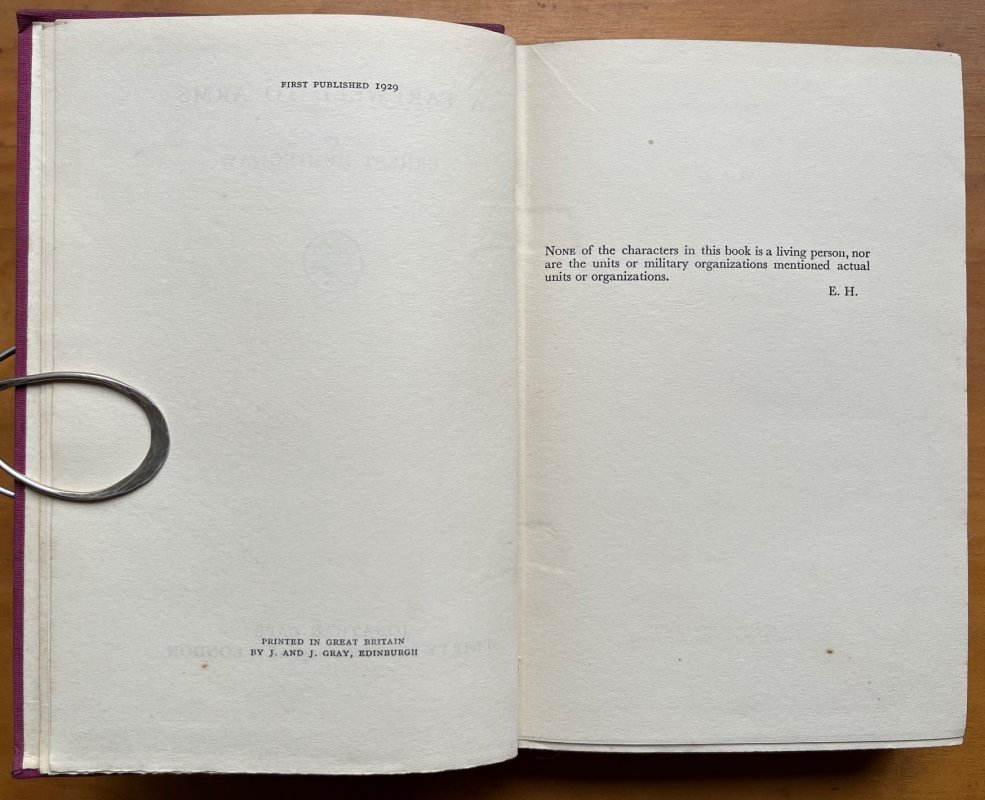 FIRST PUBLISHED 1929
PRINTED IN GREAT BRITAIN
BY J. AND J. GRAY, EDINBURGH
NONE of the characters in this book is a living person, nor
are the units or military organizations mentioned actual
units or organizations.
E. H.